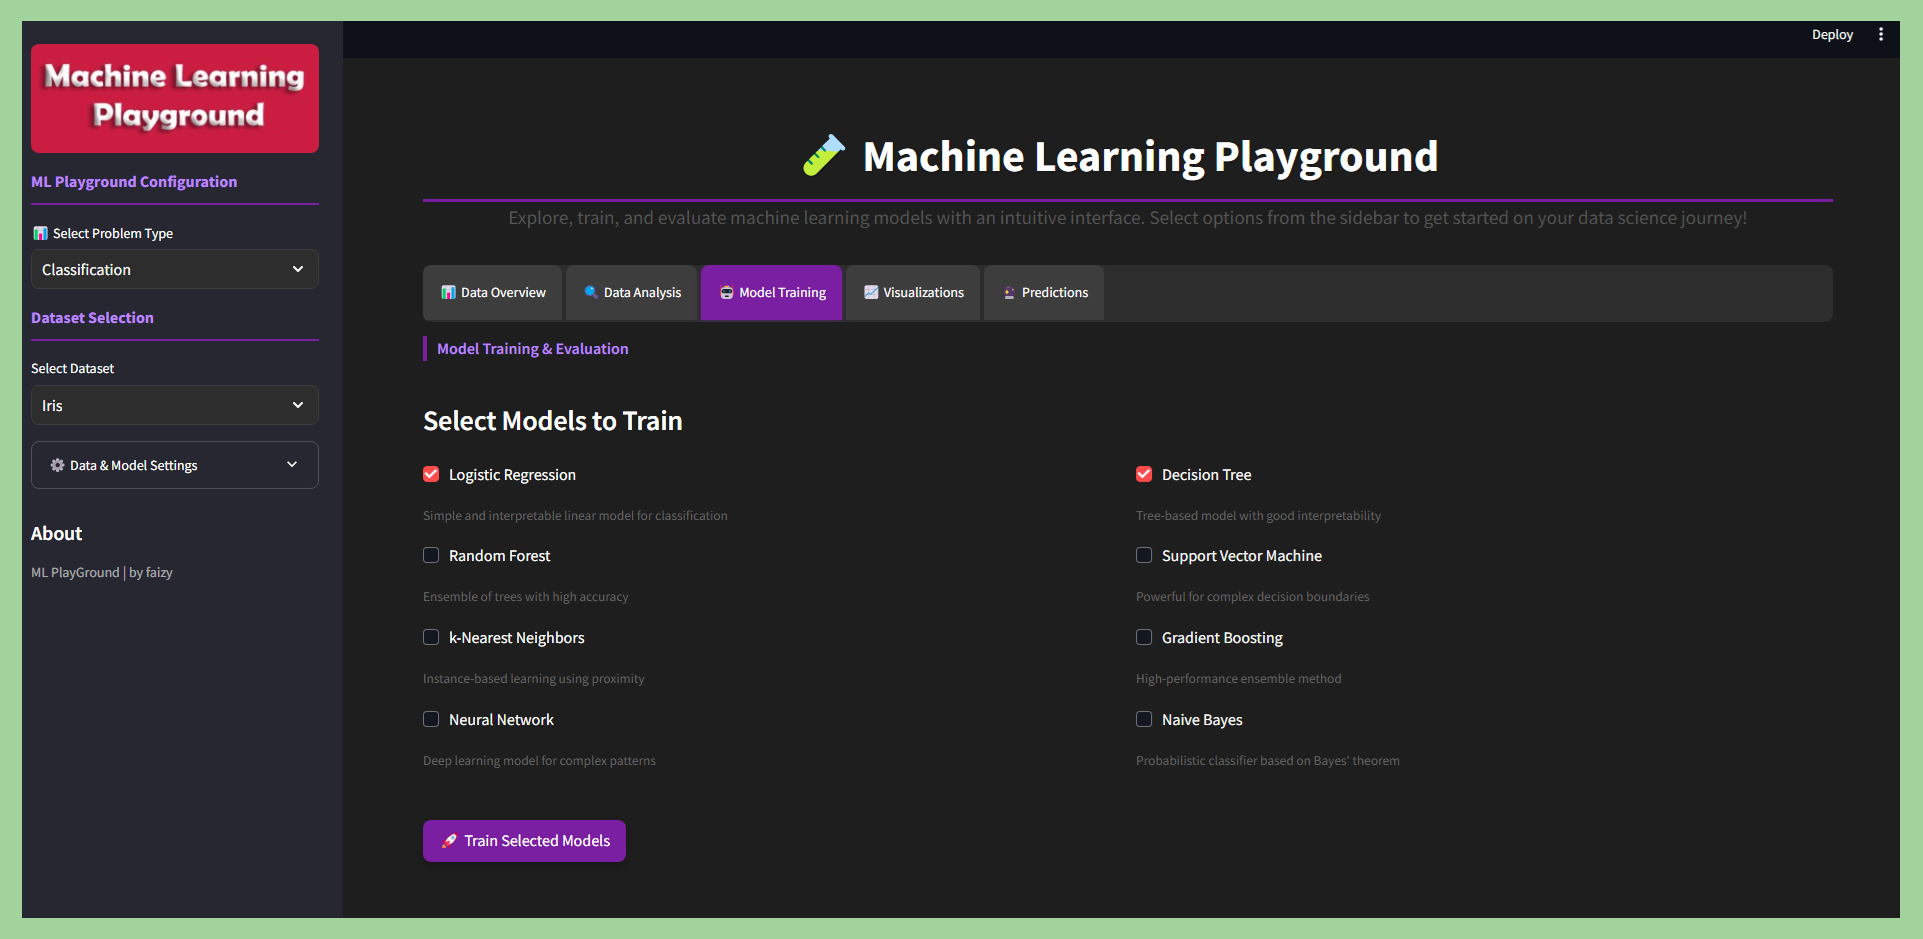 Machine Learning
Playground
ML Playground Configuration
Select Problem Type
Classification
Dataset Selection
Select Dataset
Iris
Data & Model Settings
About
ML PlayGround | by faizy
Deploy
Machine Learning Playground
Explore, train, and evaluate machine learning models with an intuitive interface. Select options from the sidebar to get started on your data science journey!
Data Overview
Data Analysis
Model Training
Visualizations
Predictions
Model Training & Evaluation
Select Models to Train
Logistic Regression
Simple and interpretable linear model for classification
Decision Tree
Tree-based model with good interpretability
Random Forest
Ensemble of trees with high accuracy
Support Vector Machine
Powerful for complex decision boundaries
k-Nearest Neighbors
Instance-based learning using proximity
Gradient Boosting
High-performance ensemble method
Neural Network
Deep learning model for complex patterns
Naive Bayes
Probabilistic classifier based on Bayes' theorem
Train Selected Models